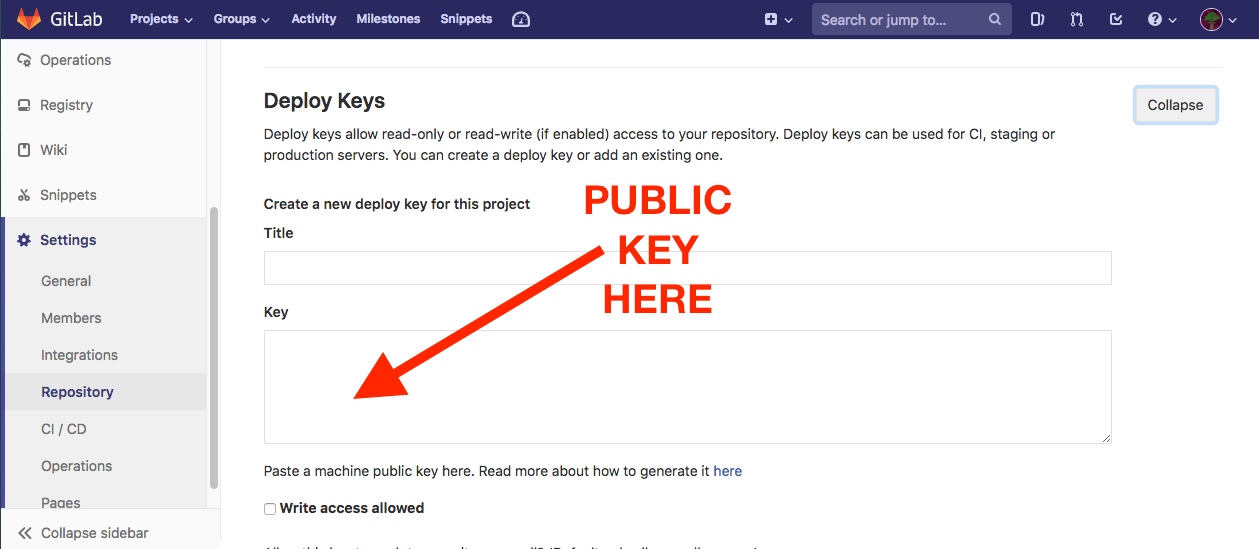 GitLab Projects Groups Activity Milestones Snippets Search or jump to...
Operations
Registry
Wiki
Snippets
Settings
General
Members
Integrations
Repository
CI / CD
Operations
Pages
Collapse sidebar
Deploy Keys
Collapse
Deploy keys allow read-only or read-write (if enabled) access to your repository. Deploy keys can be used for CI, staging or
production servers. You can create a deploy key or add an existing one.
Create a new deploy key for this project
Title
PUBLIC
KEY
HERE
Key
Paste a machine public key here. Read more about how to generate it here
Write access allowed